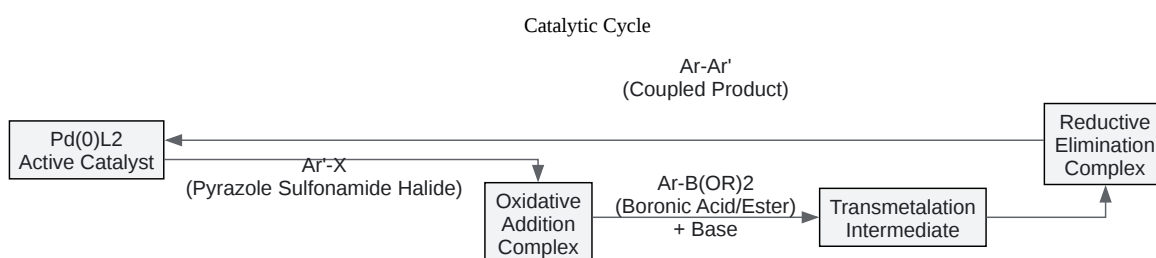 Catalytic Cycle
Ar-Ar'
(Coupled Product)
Pd(0)L2
Active Catalyst
Ar'-X
(Pyrazole Sulfonamide Halide)
Oxidative
Addition
Complex
Ar-B(OR)2
(Boronic Acid/Ester)
+ Base
Transmetalation
Intermediate
Reductive
Elimination
Complex